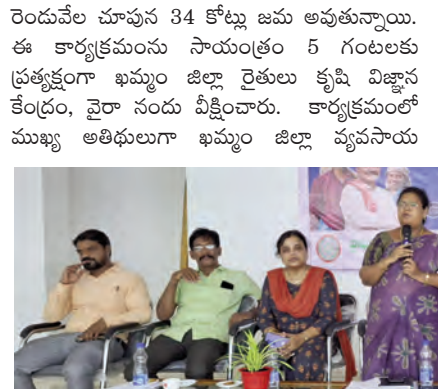 రెండువేల చూపున 34 కోట్లు జమ అవుతున్నాయి.
ఈ కార్యక్రమంను సాయంత్రం 5 గంటలకు
ప్రత్యక్షంగా ఖమ్మం జిల్లా రైతులు కృషి విజ్ఞాన
కేంద్రం, వైరా నందు వీక్షించారు. కార్యక్రమంలో
ముఖ్య అతిథులుగా ఖమ్మం జిల్లా వ్యవసాయ